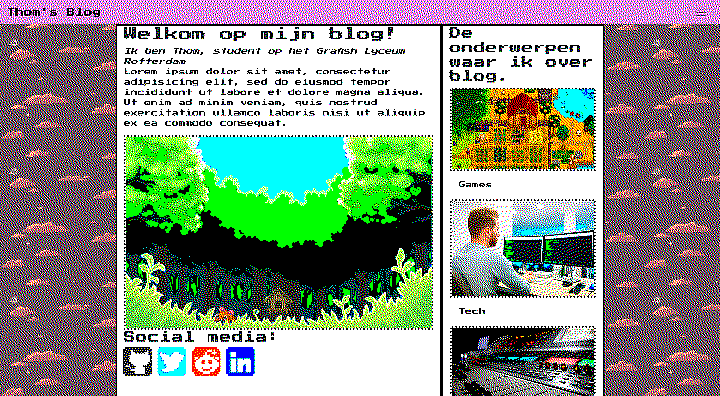 Thom's Blog
Welkom op mijn blog!
Ik ben Thom, student op het Grafish Lyceum
Rotterdam
Lorem ipsum dolor sit amet, consectetur
adipisicing elit, sed do eiusmod tempor
incididunt ut labore et dolore magna aliqua.
Ut enim ad minim veniam, quis nostrud
exercitation ullamco laboris nisi ut aliquip
ex ea commodo consequat.
Social media:
in
De
onderwerpen
waar ik over
blog.
Games
Tech